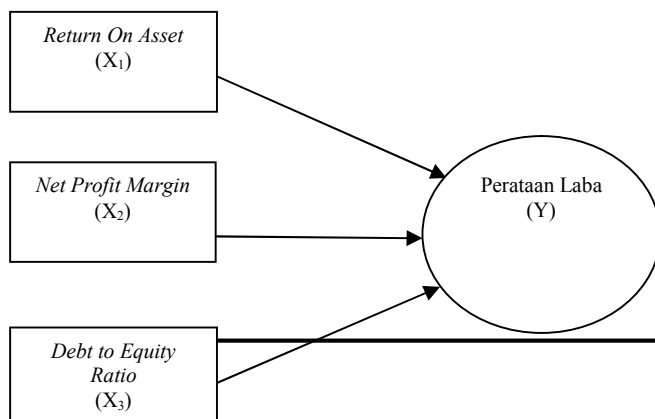 Return On Asset
(X₁)
Net Profit Margin
(X₂)
Perataan Laba
(Y)
Debt to Equity
Ratio
(X₃)